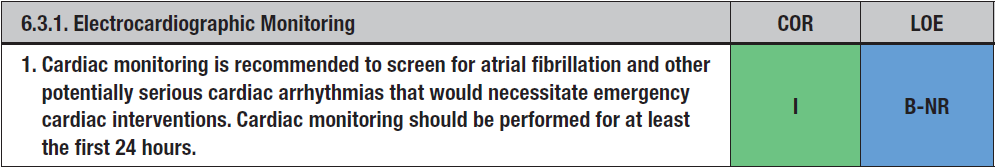 6.3.1. Electrocardiographic Monitoring COR LOE
1. Cardiac monitoring is recommended to screen for atrial fibrillation and other
potentially serious cardiac arrhythmias that would necessitate emergency
cardiac interventions. Cardiac monitoring should be performed for at least
the first 24 hours.
I
B-NR